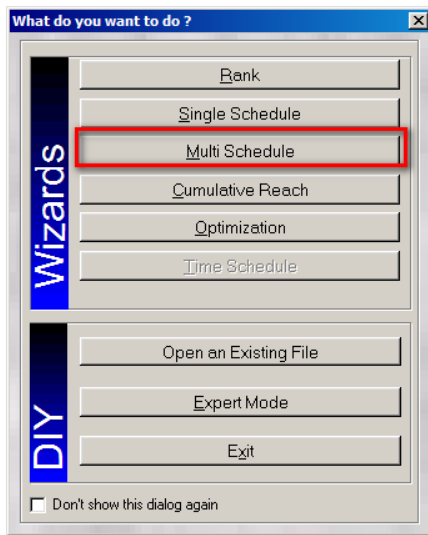 What do you want to do ?
Wizards
Rank
Single Schedule
Multi Schedule
Cumulative Reach
Optimization
Time Schedule
DIY
Open an Existing File
Expert Mode
Exit
Don't show this dialog again